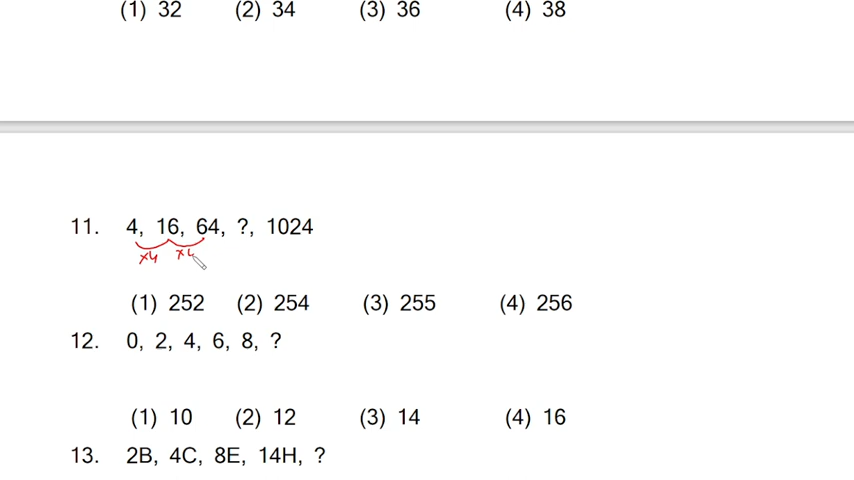 (1) 32 (2) 34 (3) 36 (4) 38
11. 4, 16, 64, ?, 1024
×4 ×4
(1) 252 (2) 254 (3) 255 (4) 256
12. 0, 2, 4, 6, 8, ?
(1) 10 (2) 12 (3) 14 (4) 16
13. 2B, 4C, 8E, 14H, ?